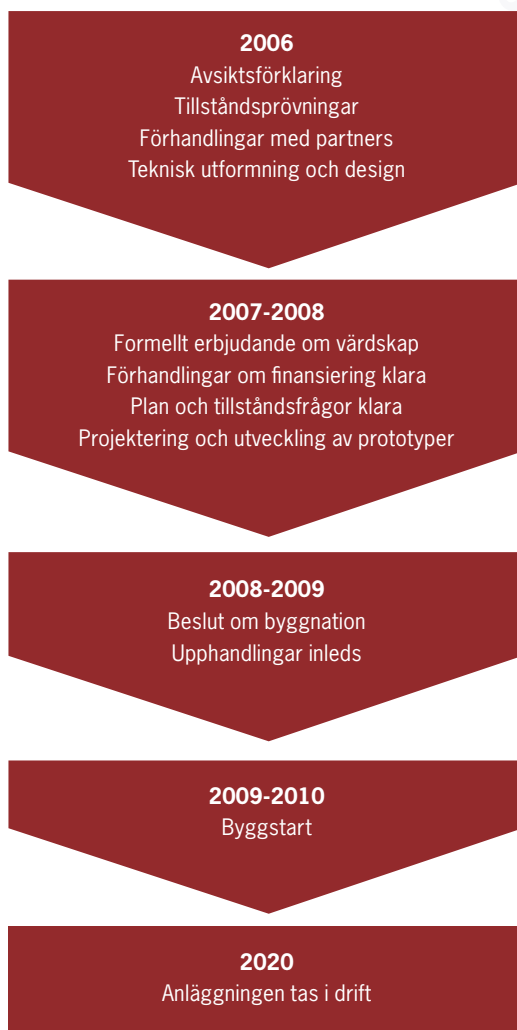 2006
Avsiktsförklaring
Tillståndsprövningar
Förhandlingar med partners
Teknisk utformning och design
2007-2008
Formellt erbjudande om värdskap
Förhandlingar om finansiering klara
Plan och tillståndsfrågor klara
Projektering och utveckling av prototyper
2008-2009
Beslut om byggnation
Upphandlingar inleds
2009-2010
Byggstart
2020
Anläggningen tas i drift